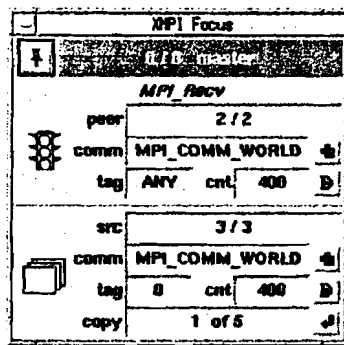 XMPI Focus
0 / 0 master
MPI_Recv
peer 2 / 2
comm MPI_COMM_WORLD
tag ANY cnt 400 D
src 3 / 3
comm MPI_COMM_WORLD
tag 0 cnt 400 D
copy 1 of 5